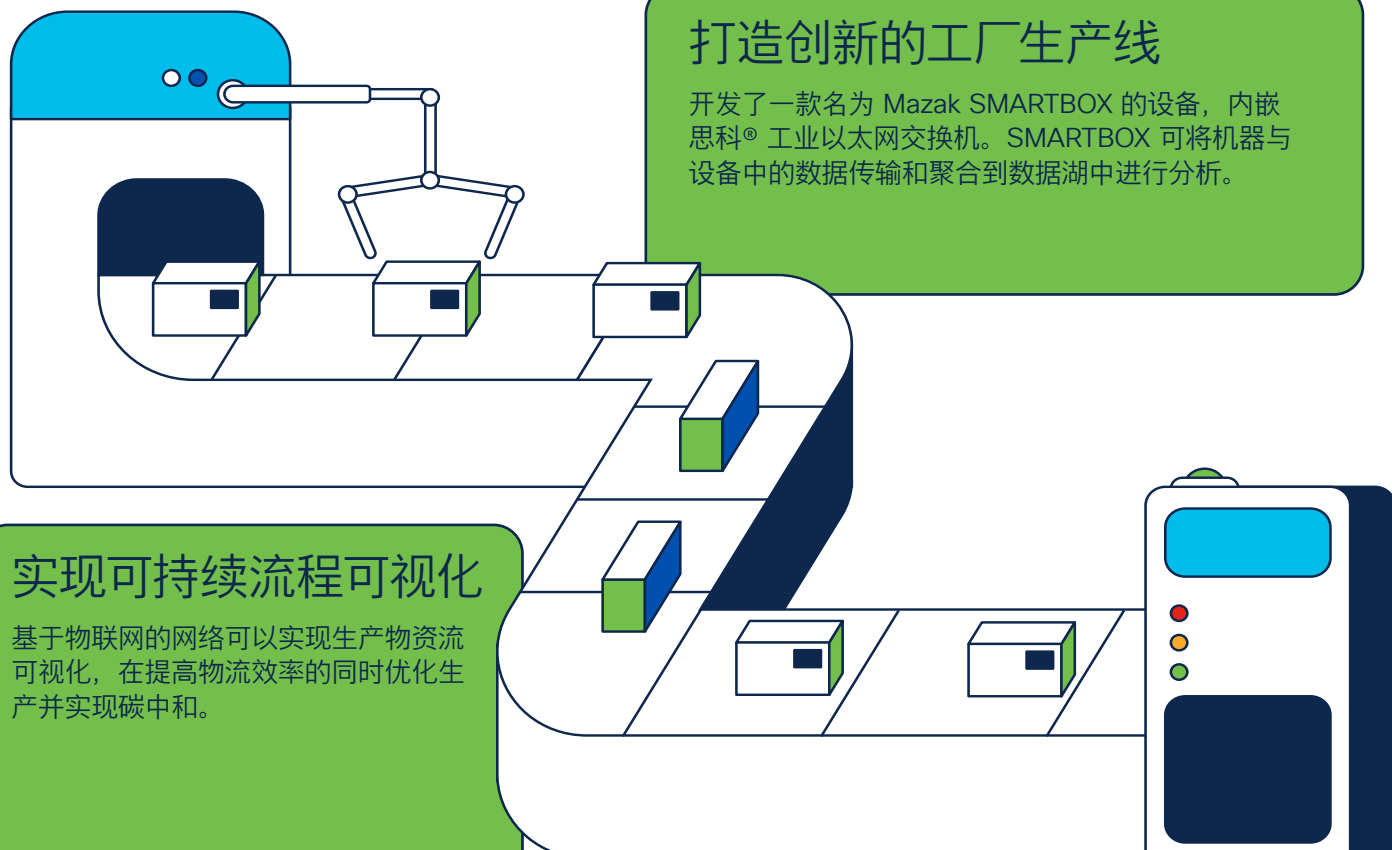 打造创新的工厂生产线
开发了一款名为 Mazak SMARTBOX 的设备，内嵌
思科® 工业以太网交换机。SMARTBOX 可将机器与
设备中的数据传输和聚合到数据湖中进行分析。
实现可持续流程可视化
基于物联网的网络可以实现生产物资流
可视化，在提高物流效率的同时优化生
产并实现碳中和。